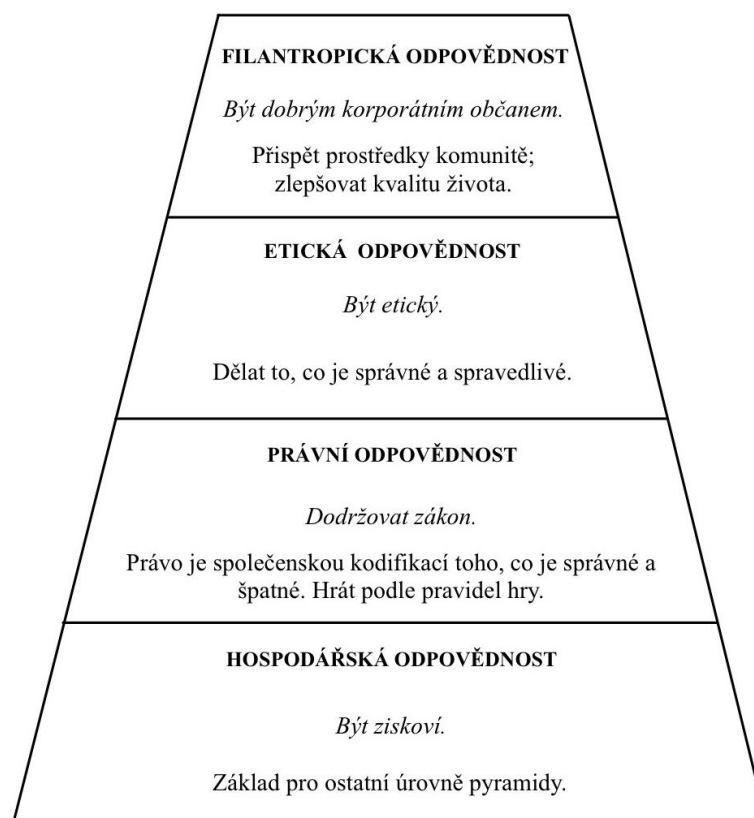 FILANTROPICKÁ ODPOVĚDNOST
Být dobrým korporátním občanem.
Přispět prostředky komunitě;
zlepšovat kvalitu života.
ETICKÁ ODPOVĚDNOST
Být etický.
Dělat to, co je správné a spravedlivé.
PRÁVNÍ ODPOVĚDNOST
Dodržovat zákon.
Právo je společenskou kodifikací toho, co je správné a
špatné. Hrát podle pravidel hry.
HOSPODÁŘSKÁ ODPOVĚDNOST
Být ziskoví.
Základ pro ostatní úrovně pyramidy.